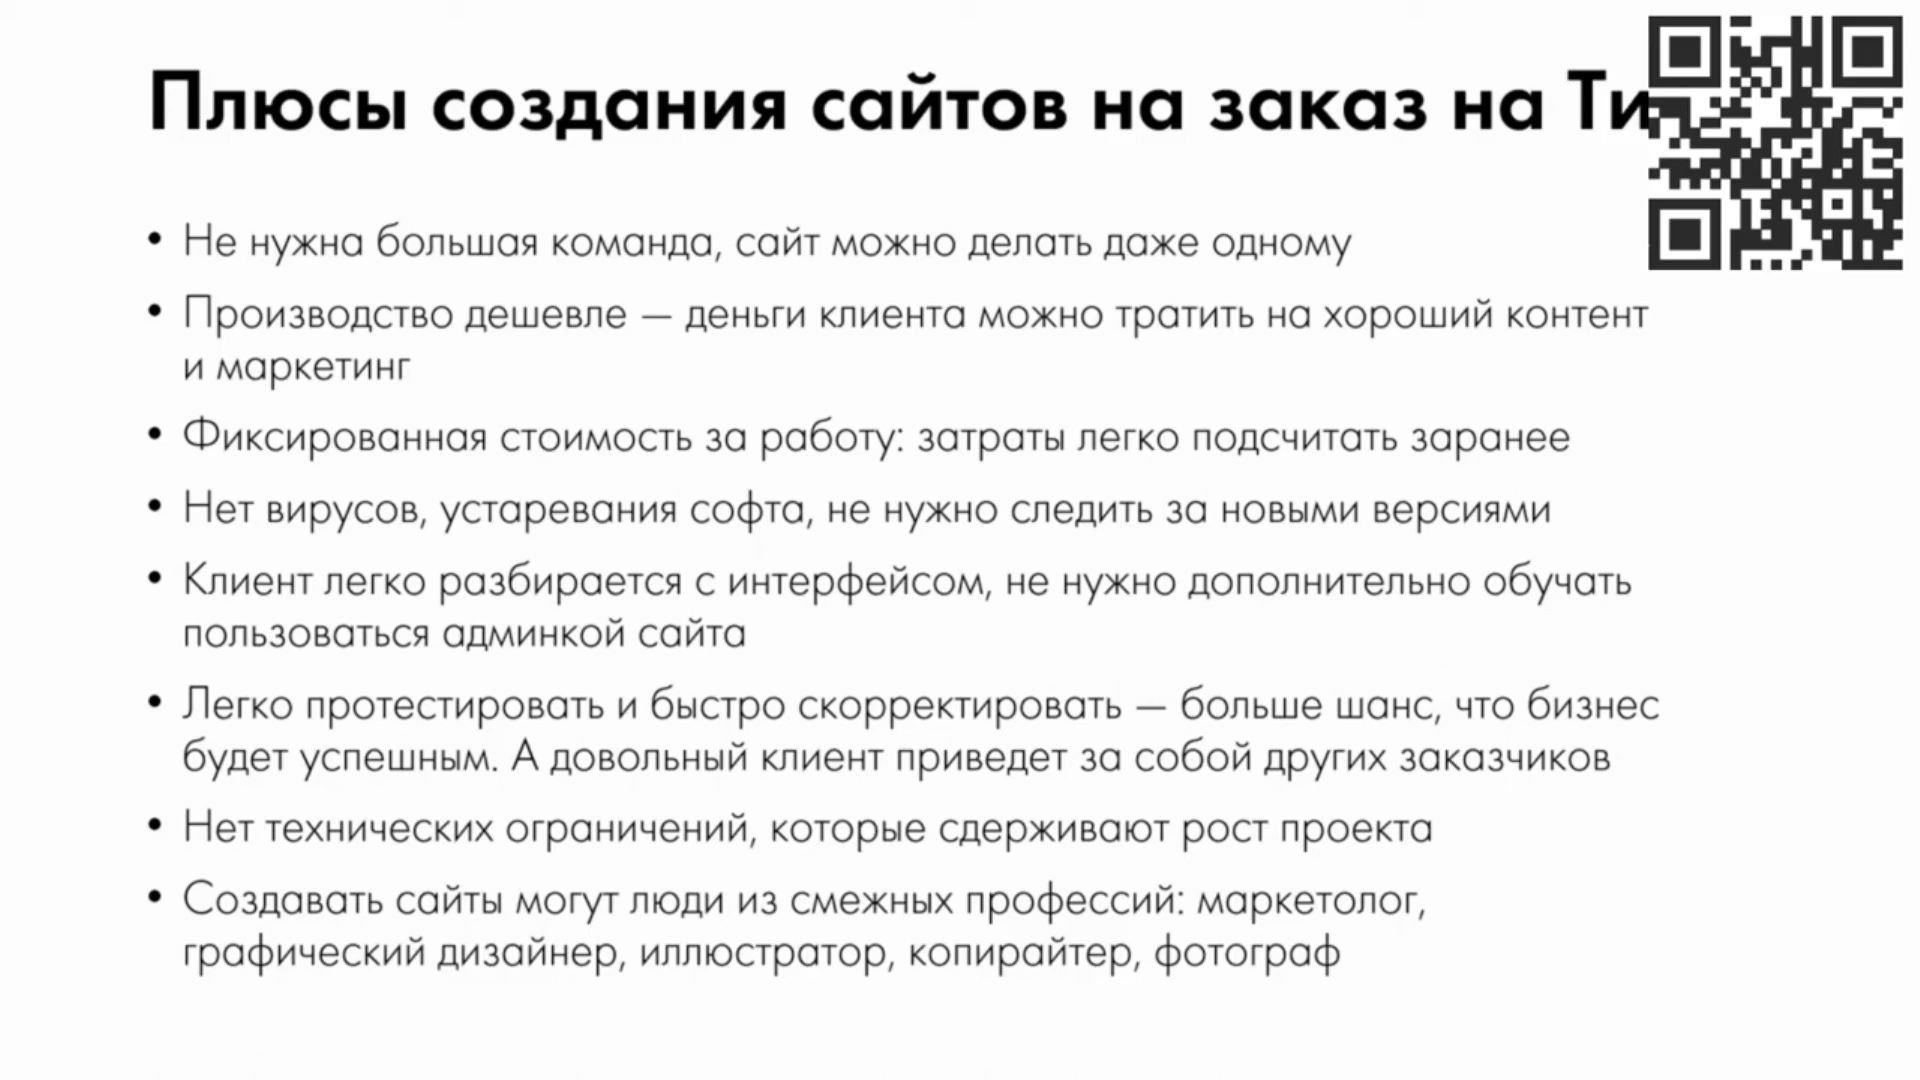 Плюсы создания сайтов на заказ на
• Не нужна большая команда, сайт можно делать даже одному
• Производство дешевле — деньги клиента можно тратить на хороший контент
и маркетинг
• Фиксированная стоимость за работу: затраты легко подсчитать заранее
• Нет вирусов, устаревания софта, не нужно следить за новыми версиями
• Клиент легко разбирается с интерфейсом, не нужно дополнительно обучать
пользоваться админкой сайта
• Легко протестировать и быстро скорректировать — больше шанс, что бизнес
будет успешным. А довольный клиент приведет за собой других заказчиков
• Нет технических ограничений, которые сдерживают рост проекта
• Создавать сайты могут люди из смежных профессий: маркетолог,
графический дизайнер, иллюстратор, копирайтер, фотограф